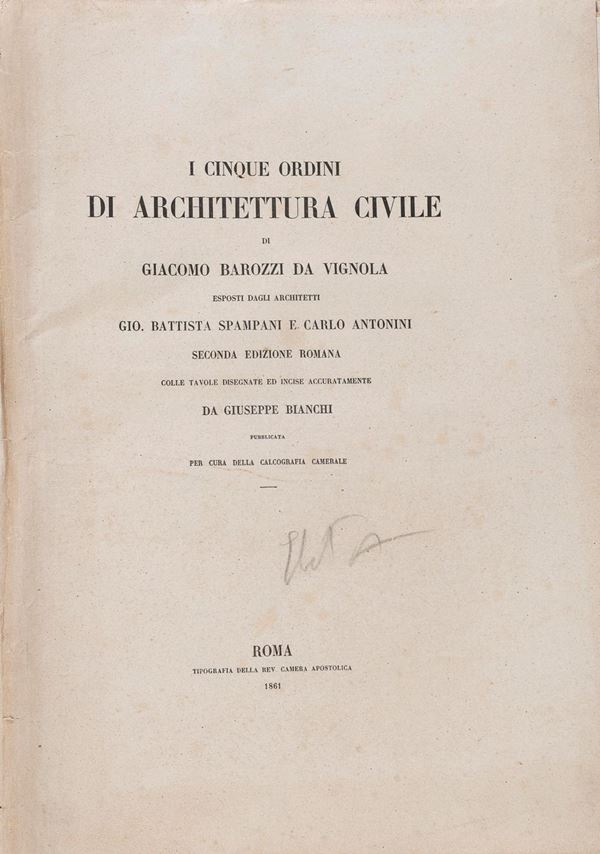 I CINQUE ORDINI
DI ARCHITETTURA CIVILE
DI
GIACOMO BAROZZI DA VIGNOLA
ESPOSTI DAGLI ARCHITETTI
GIO. BATTISTA SPAMPANI E CARLO ANTONINI
SECONDA EDIZIONE ROMANA
COLLE TAVOLE DISEGNATE ED INCISE ACCURATAMENTE
DA GIUSEPPE BIANCHI
PUBBLICATA
PER CURA DELLA CALCOGRAFIA CAMERALE
ROMA
TIPOGRAFIA DELLA REV. CAMERA APOSTOLICA
1861